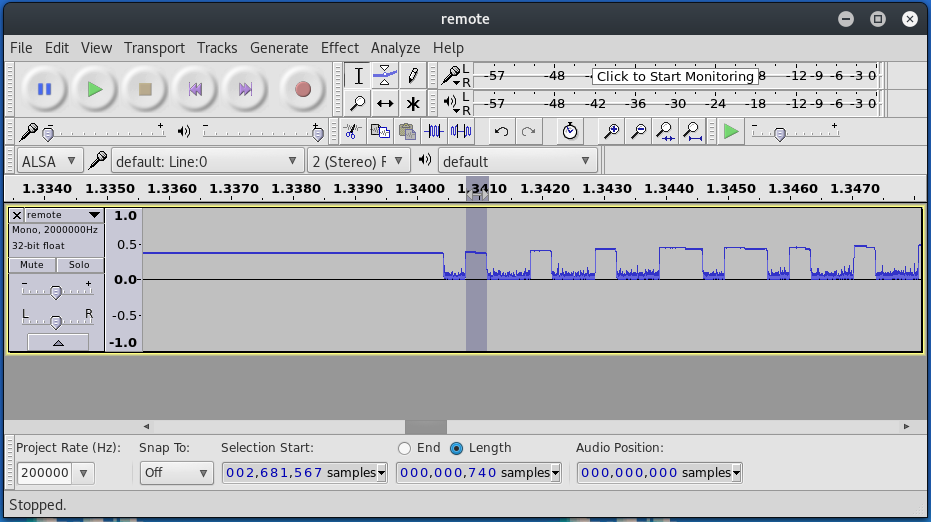 remote
File Edit View Transport Tracks Generate Effect Analyze Help
L
R
-57 -48 Click to Start Monitoring 8 -12 -9 -6 -3 0
L
R
-57 -48 -42 -36 -30 -24 -18 -12 -9 -6 -3 0
- + - + - +
ALSA default: Line:0 2 (Stereo) F default
1.3340 1.3350 1.3360 1.3370 1.3380 1.3390 1.3400 1.3410 1.3420 1.3430 1.3440 1.3450 1.3460 1.3470
remote
Mono, 2000000Hz
32-bit float
Mute Solo
- +
L R
1.0
0.5
0.0
-0.5
-1.0
Project Rate (Hz): Snap To: Selection Start: End Length Audio Position:
200000 Off 002,681,567 samples 000,000,740 samples 000,000,000 samples
Stopped.